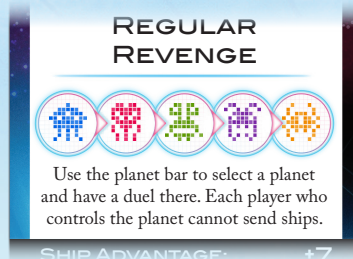 REGULAR
REVENGE
Use the planet bar to select a planet
and have a duel there. Each player who
controls the planet cannot send ships.
SHIP ADVANTAGE: +7